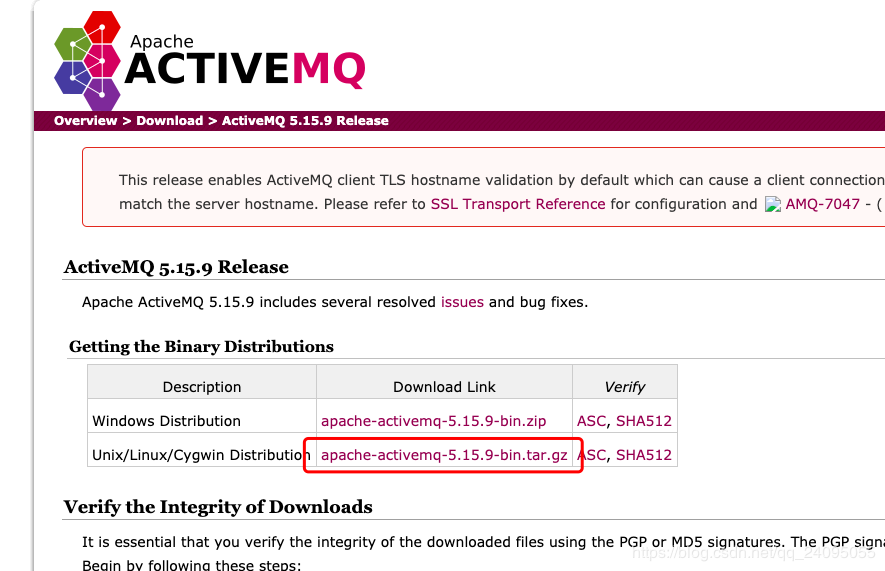 Apache
ACTIVEMQ
Overview > Download > ActiveMQ 5.15.9 Release
This release enables ActiveMQ client TLS hostname validation by default which can cause a client connection
match the server hostname. Please refer to SSL Transport Reference for configuration and AMQ-7047 - (
ActiveMQ 5.15.9 Release
Apache ActiveMQ 5.15.9 includes several resolved issues and bug fixes.
Getting the Binary Distributions
Description Download Link Verify
Windows Distribution apache-activemq-5.15.9-bin.zip ASC, SHA512
Unix/Linux/Cygwin Distribution apache-activemq-5.15.9-bin.tar.gz ASC, SHA512
Verify the Integrity of Downloads
It is essential that you verify the integrity of the downloaded files using the PGP or MD5 signatures. The PGP signa
https://blog.csdn.net/qq_24095055
Begin by following these steps: